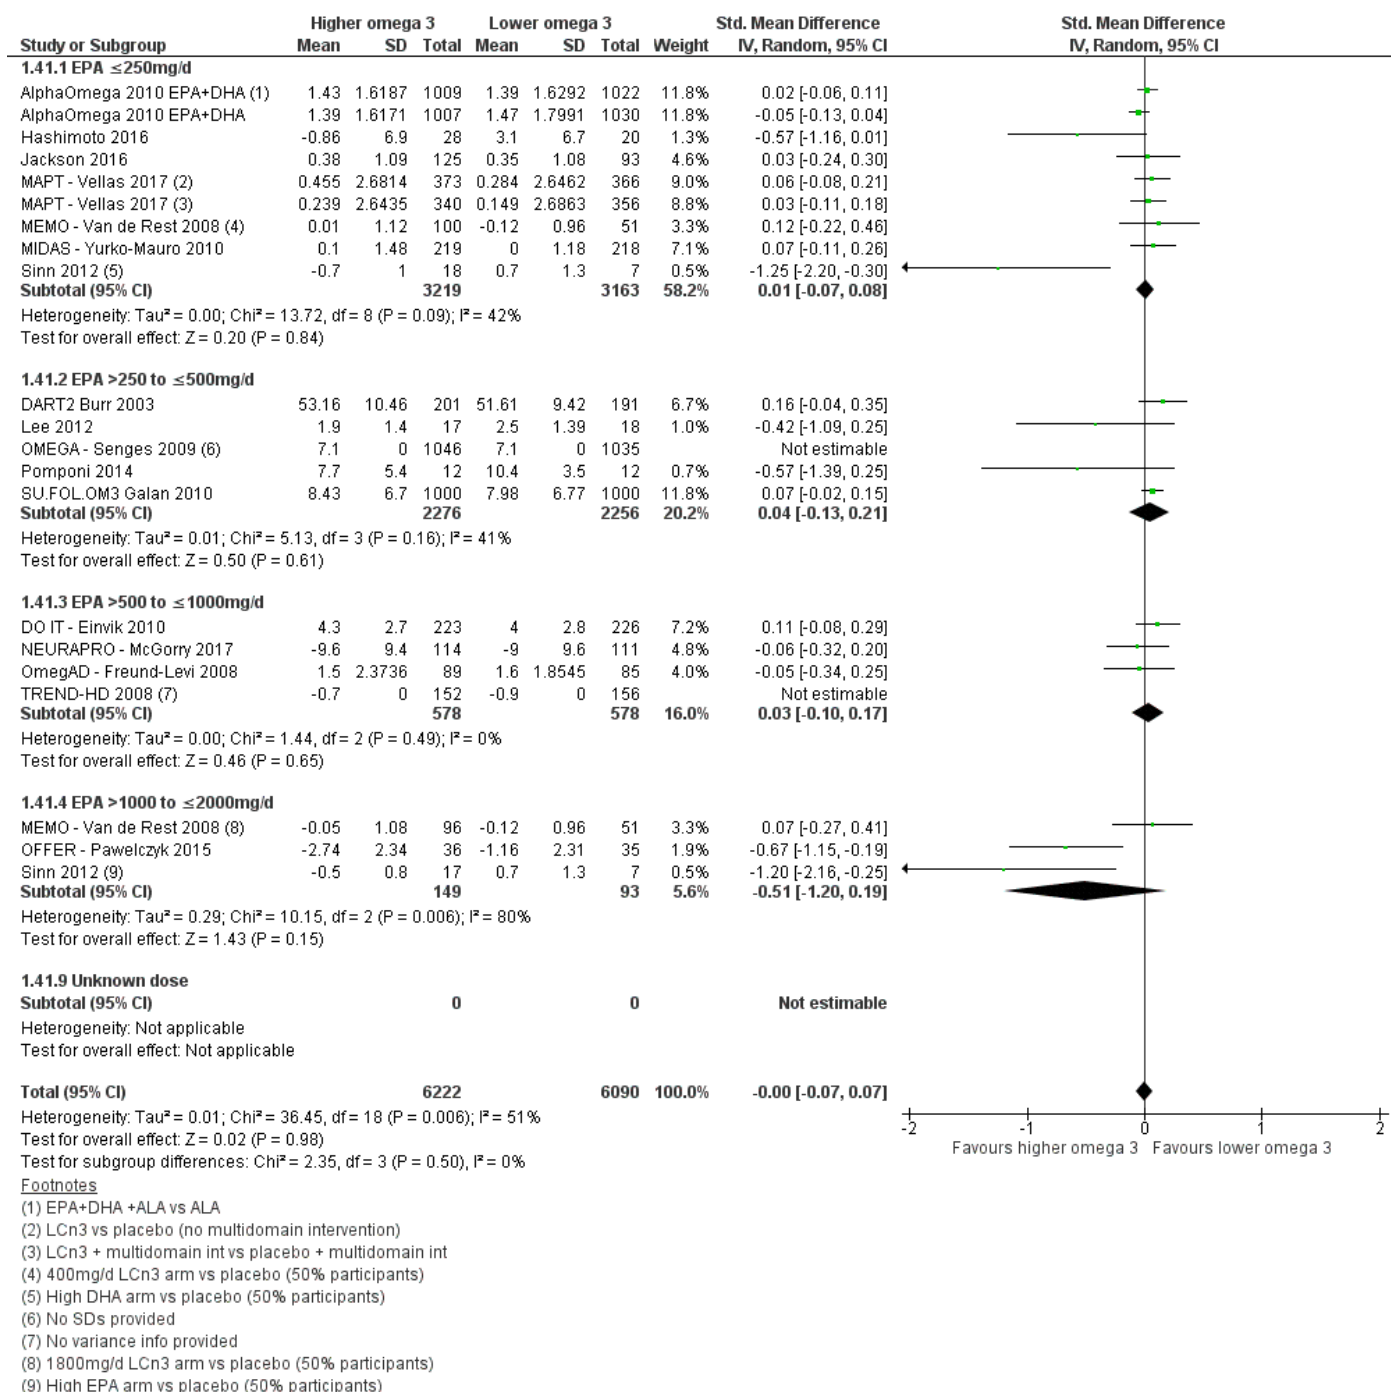 Higher omega 3 Lower omega 3 Std. Mean Difference Std. Mean Difference
Study or Subgroup Mean SD Total Mean SD Total Weight IV, Random, 95% CI IV, Random, 95% CI
1.41.1 EPA ≤250mg/d
AlphaOmega 2010 EPA+DHA (1) 1.43 1.6187 1009 1.39 1.6292 1022 11.8% 0.02 [-0.06, 0.11]
AlphaOmega 2010 EPA+DHA 1.39 1.6171 1007 1.47 1.7991 1030 11.8% -0.05 [-0.13, 0.04]
Hashimoto 2016 -0.86 6.9 28 3.1 6.7 20 1.3% -0.57 [-1.16, 0.01]
Jackson 2016 0.38 1.09 125 0.35 1.08 93 4.6% 0.03 [-0.24, 0.30]
MAPT - Vellas 2017 (2) 0.455 2.6814 373 0.284 2.6462 366 9.0% 0.06 [-0.08, 0.21]
MAPT - Vellas 2017 (3) 0.239 2.6435 340 0.149 2.6863 356 8.8% 0.03 [-0.11, 0.18]
MEMO - Van de Rest 2008 (4) 0.01 1.12 100 -0.12 0.96 51 3.3% 0.12 [-0.22, 0.46]
MIDAS - Yurko-Mauro 2010 0.1 1.48 219 0 1.18 218 7.1% 0.07 [-0.11, 0.26]
Sinn 2012 (5) -0.7 1 18 0.7 1.3 7 0.5% -1.25 [-2.20, -0.30]
Subtotal (95% CI) 3219 3163 58.2% 0.01 [-0.07, 0.08]
Heterogeneity: Tau² = 0.00; Chi² = 13.72, df = 8 (P = 0.09); I² = 42%
Test for overall effect: Z = 0.20 (P = 0.84)
1.41.2 EPA >250 to ≤500mg/d
DART2 Burr 2003 53.16 10.46 201 51.61 9.42 191 6.7% 0.16 [-0.04, 0.35]
Lee 2012 1.9 1.4 17 2.5 1.39 18 1.0% -0.42 [-1.09, 0.25]
OMEGA - Senges 2009 (6) 7.1 0 1046 7.1 0 1035 Not estimable
Pomponi 2014 7.7 5.4 12 10.4 3.5 12 0.7% -0.57 [-1.39, 0.25]
SU.FOL.OM3 Galan 2010 8.43 6.7 1000 7.98 6.77 1000 11.8% 0.07 [-0.02, 0.15]
Subtotal (95% CI) 2276 2256 20.2% 0.04 [-0.13, 0.21]
Heterogeneity: Tau² = 0.01; Chi² = 5.13, df = 3 (P = 0.16); I² = 41%
Test for overall effect: Z = 0.50 (P = 0.61)
1.41.3 EPA >500 to ≤1000mg/d
DO IT - Einvik 2010 4.3 2.7 223 4 2.8 226 7.2% 0.11 [-0.08, 0.29]
NEURAPRO - McGorry 2017 -9.6 9.4 114 -9 9.6 111 4.8% -0.06 [-0.32, 0.20]
OmegAD - Freund-Levi 2008 1.5 2.3736 89 1.6 1.8545 85 4.0% -0.05 [-0.34, 0.25]
TREND-HD 2008 (7) -0.7 0 152 -0.9 0 156 Not estimable
Subtotal (95% CI) 578 578 16.0% 0.03 [-0.10, 0.17]
Heterogeneity: Tau² = 0.00; Chi² = 1.44, df = 2 (P = 0.49); I² = 0%
Test for overall effect: Z = 0.46 (P = 0.65)
1.41.4 EPA >1000 to ≤2000mg/d
MEMO - Van de Rest 2008 (8) -0.05 1.08 96 -0.12 0.96 51 3.3% 0.07 [-0.27, 0.41]
OFFER - Pawelczyk 2015 -2.74 2.34 36 -1.16 2.31 35 1.9% -0.67 [-1.15, -0.19]
Sinn 2012 (9) -0.5 0.8 17 0.7 1.3 7 0.5% -1.20 [-2.16, -0.25]
Subtotal (95% CI) 149 93 5.6% -0.51 [-1.20, 0.19]
Heterogeneity: Tau² = 0.29; Chi² = 10.15, df = 2 (P = 0.006); I² = 80%
Test for overall effect: Z = 1.43 (P = 0.15)
1.41.9 Unknown dose
Subtotal (95% CI) 0 0 Not estimable
Heterogeneity: Not applicable
Test for overall effect: Not applicable
Total (95% CI) 6222 6090 100.0% -0.00 [-0.07, 0.07]
Heterogeneity: Tau² = 0.01; Chi² = 36.45, df = 18 (P = 0.006); I² = 51%
Test for overall effect: Z = 0.02 (P = 0.98)
Test for subgroup differences: Chi² = 2.35, df = 3 (P = 0.50), I² = 0%
-2 -1 0 1 2
Favours higher omega 3 Favours lower omega 3
Footnotes
(1) EPA+DHA +ALA vs ALA
(2) LCn3 vs placebo (no multidomain intervention)
(3) LCn3 + multidomain int vs placebo + multidomain int
(4) 400mg/d LCn3 arm vs placebo (50% participants)
(5) High DHA arm vs placebo (50% participants)
(6) No SDs provided
(7) No variance info provided
(8) 1800mg/d LCn3 arm vs placebo (50% participants)
(9) High EPA arm vs placebo (50% participants)